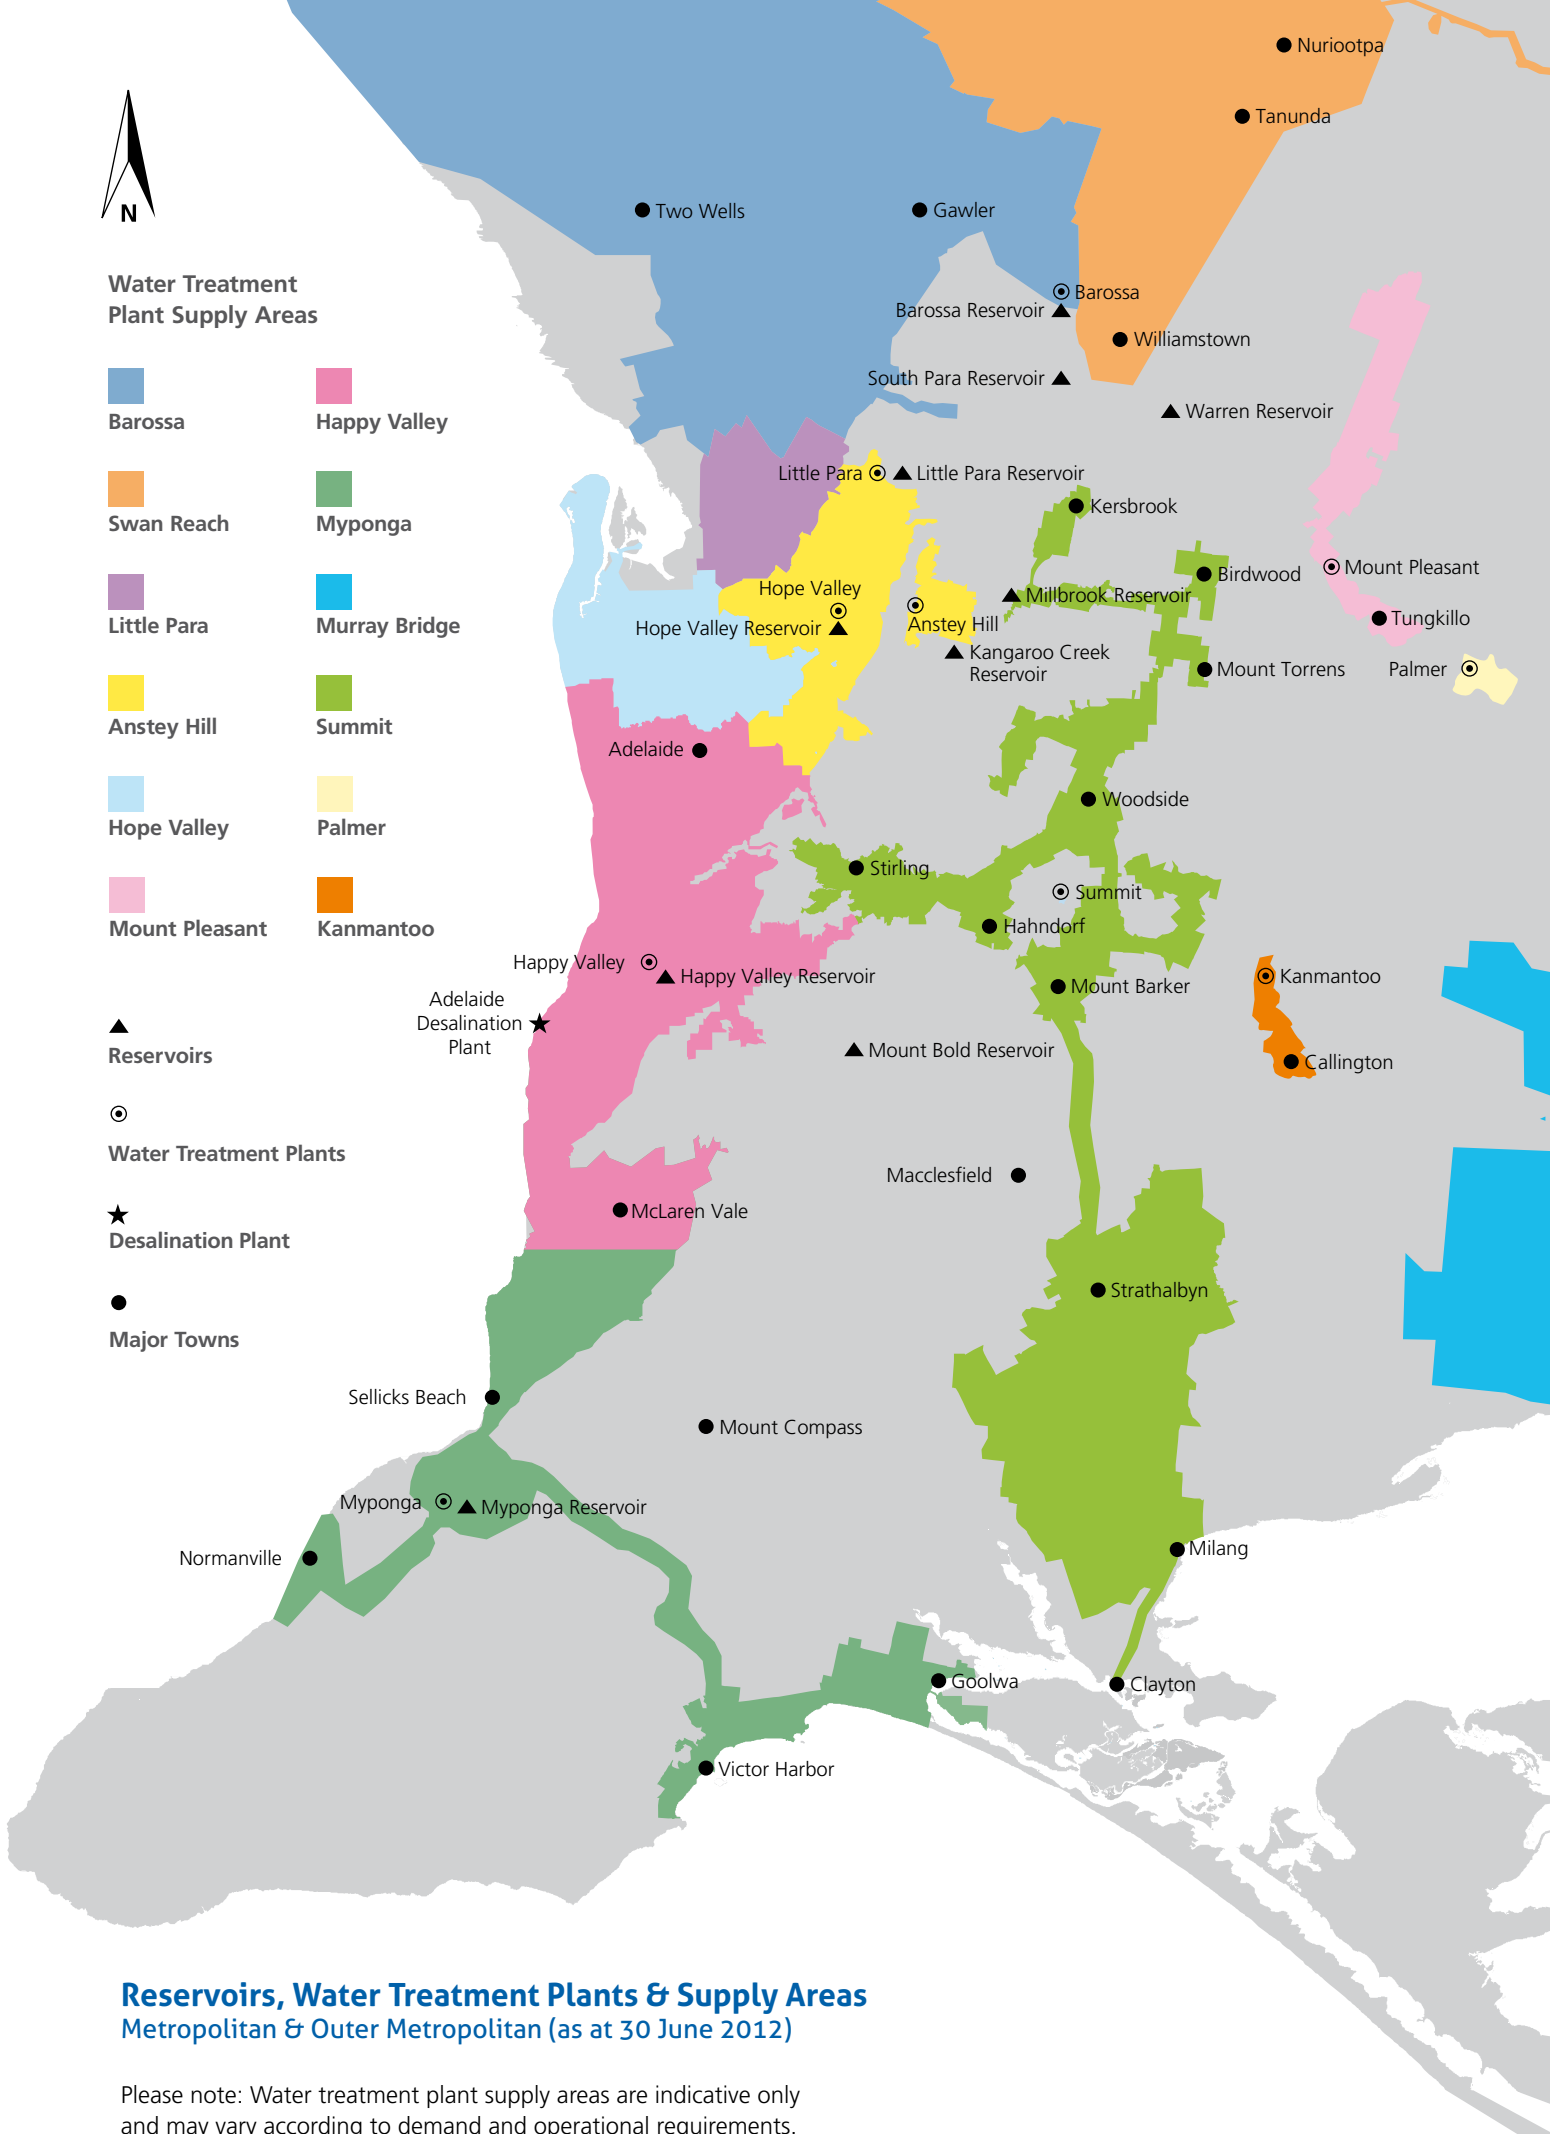 N
Water Treatment
Plant Supply Areas
Barossa
Happy Valley
Swan Reach
Myponga
Little Para
Murray Bridge
Anstey Hill
Summit
Hope Valley
Palmer
Mount Pleasant
Kanmantoo
Reservoirs
Water Treatment Plants
Desalination Plant
Major Towns
Nuriootpa
Tanunda
Two Wells
Gawler
Barossa
Barossa Reservoir
Williamstown
South Para Reservoir
Warren Reservoir
Little Para
Little Para Reservoir
Kersbrook
Birdwood
Mount Pleasant
Hope Valley
Millbrook Reservoir
Hope Valley Reservoir
Anstey Hill
Tungkillo
Kangaroo Creek
Reservoir
Mount Torrens
Palmer
Adelaide
Woodside
Stirling
Summit
Hahndorf
Happy Valley
Happy Valley Reservoir
Kanmantoo
Mount Barker
Adelaide
Desalination
Plant
Mount Bold Reservoir
Callington
Macclesfield
McLaren Vale
Strathalbyn
Sellicks Beach
Mount Compass
Myponga
Myponga Reservoir
Normanville
Milang
Goolwa
Clayton
Victor Harbor
Reservoirs, Water Treatment Plants & Supply Areas
Metropolitan & Outer Metropolitan (as at 30 June 2012)
Please note: Water treatment plant supply areas are indicative only
and may vary according to demand and operational requirements.